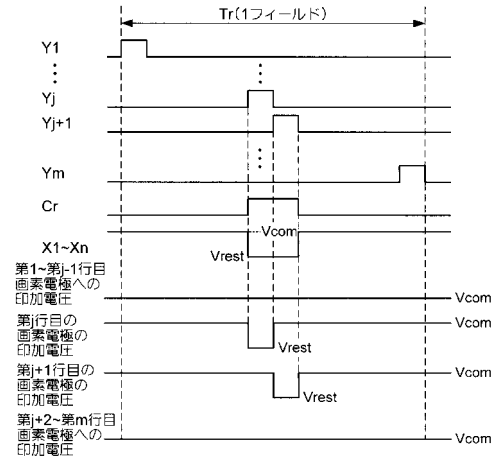 Tr(1フィールド)
Y1
Yj
Yj+1
Ym
Cr
Vcom
X1~Xn
Vrest
第1~第j-1行目
画素電極への
印加電圧
Vcom
第j行目の
画素電極の
印加電圧
Vcom
Vrest
第j+1行目の
画素電極の
印加電圧
Vcom
Vrest
第j+2~第m行目
画素電極への
印加電圧
Vcom